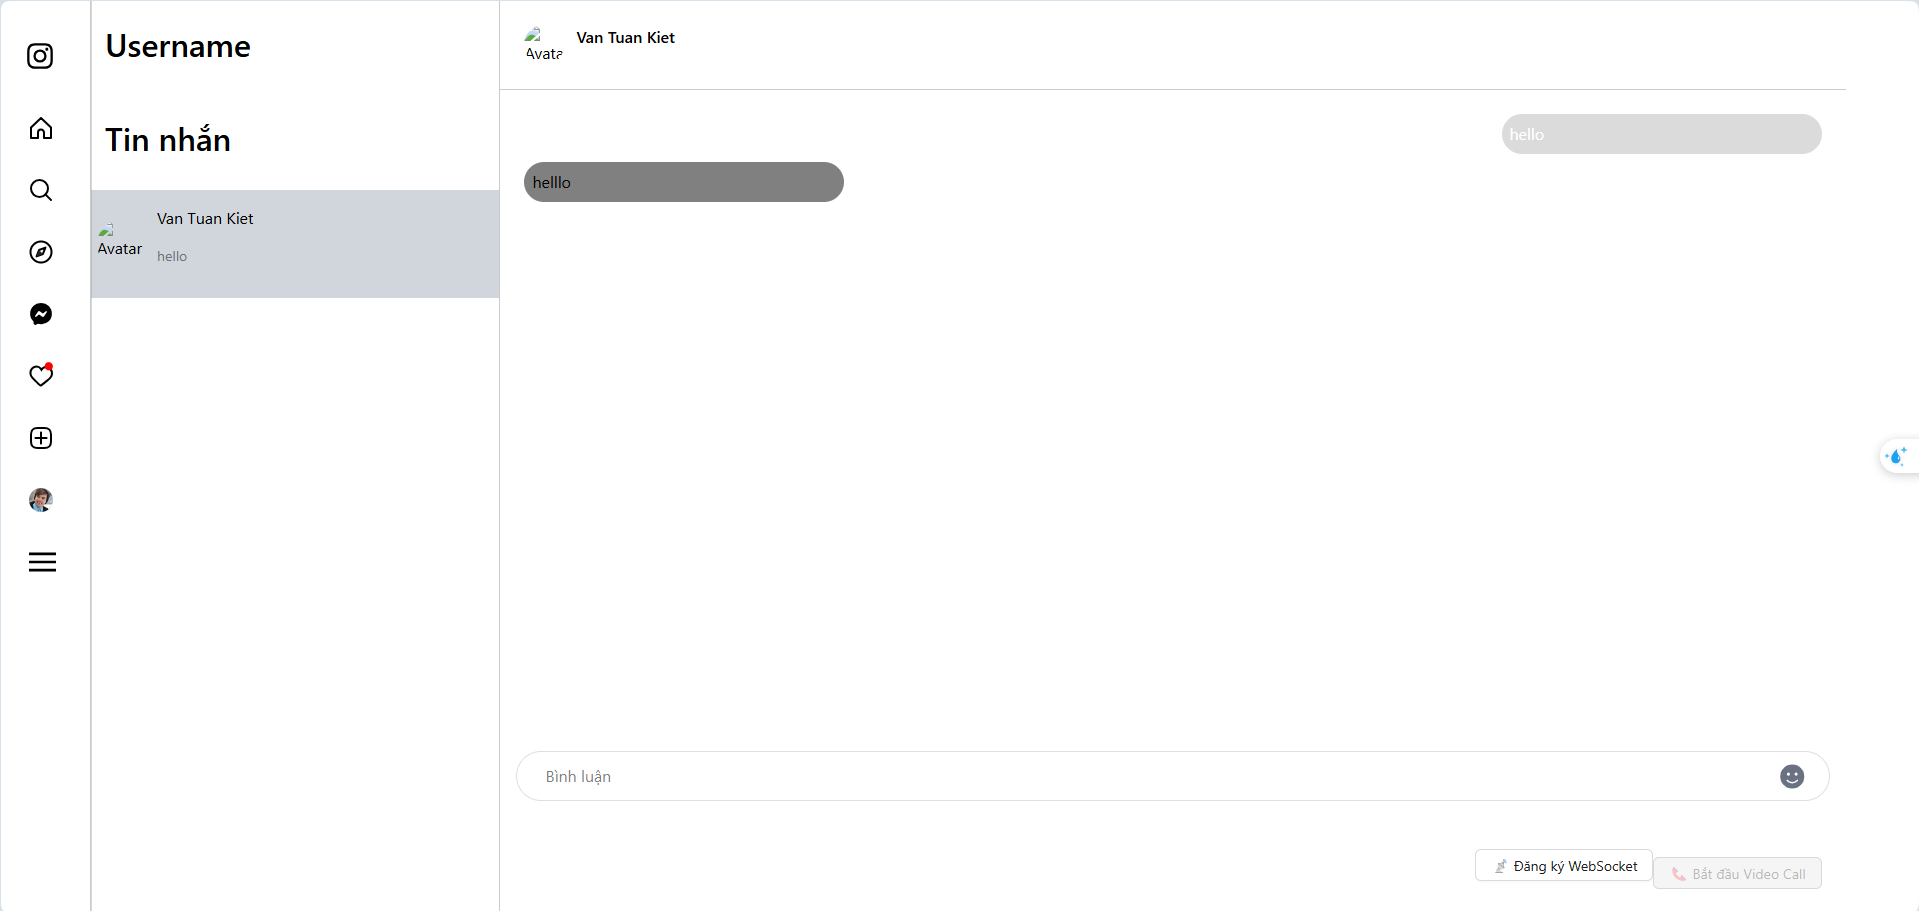 Username
Tin nhắn
Avatar
Van Tuan Kiet
hello
Avata
Van Tuan Kiet
hello
helllo
Bình luận
Đăng ký WebSocket
Bắt đầu Video Call